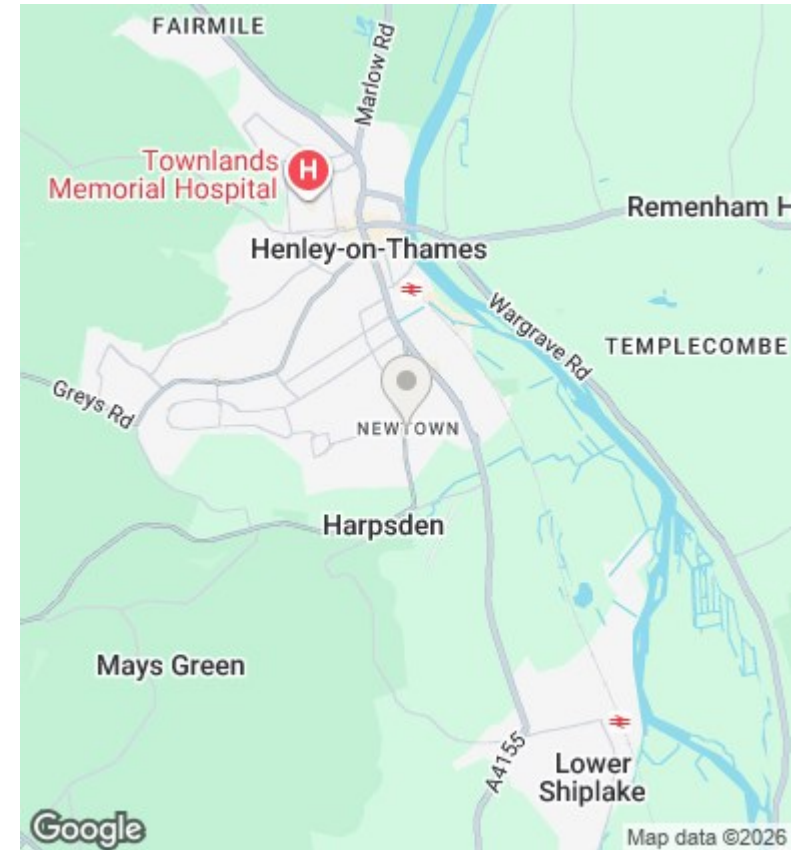 FAIRMILE
Marlow Rd
Townlands
Memorial Hospital
H
Remenham H
Henley-on-Thames
Wargrave Rd
TEMPLECOMBE
Greys Rd
NEWTOWN
Harpsden
Mays Green
A4155
Lower
Shiplake
Google
Map data ©2026